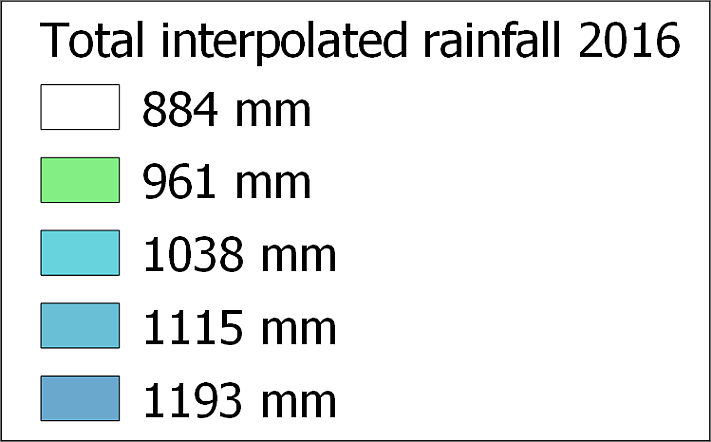 Total interpolated rainfall 2016
884 mm
961 mm
1038 mm
1115 mm
1193 mm